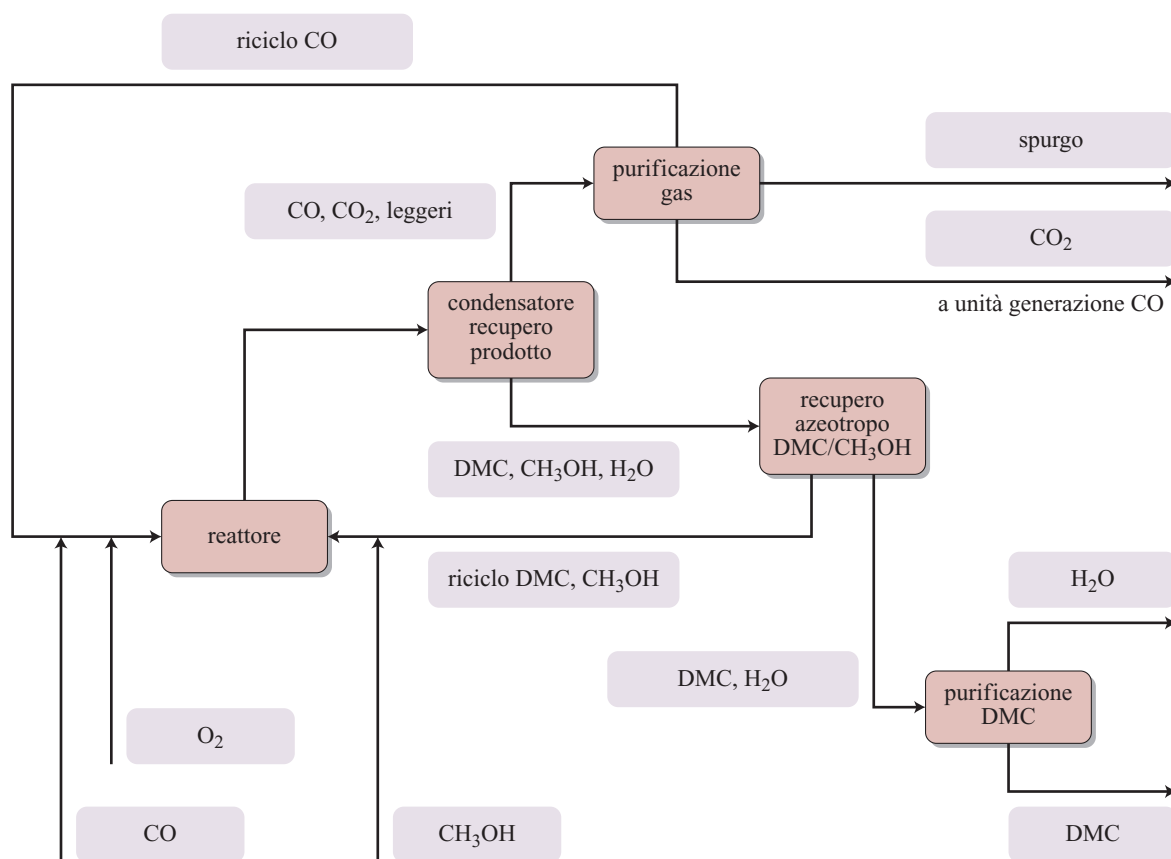 riciclo CO
spurgo
purificazione
gas
CO, CO₂, leggeri
CO₂
a unità generazione CO
condensatore
recupero
prodotto
recupero
azeotropo
DMC/CH₃OH
DMC, CH₃OH, H₂O
reattore
riciclo DMC, CH₃OH
H₂O
DMC, H₂O
purificazione
DMC
O₂
CO
CH₃OH
DMC